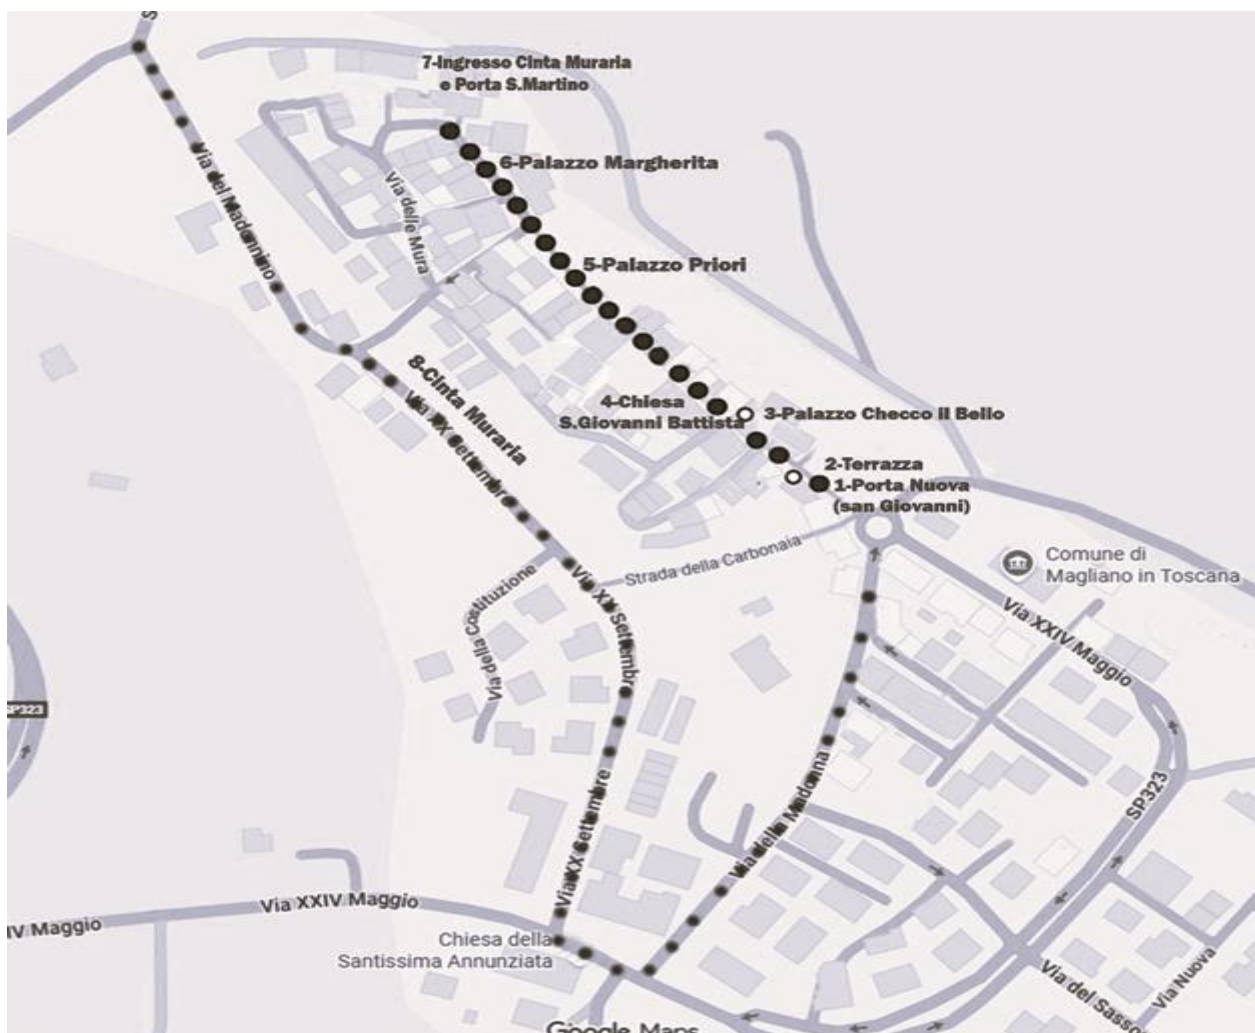 S
7-Ingresso Cinta Muraria
e Porta S.Martino
6-Palazzo Margherita
Via del Madonnino
Via delle Mura
5-Palazzo Priori
8-Cinta Muraria
4-Chiesa
S.Giovanni Battista
3-Palazzo Checco il Bello
Via XX Settembre
2-Terrazza
1-Porta Nuova
(san Giovanni)
Strada della Carbonaia
Comune di
Magliano in Toscana
Via della Costituzione
Via XX Settembr
Via XXIV Maggio
SP323
SP323
Via XX Settembre
Via della Madonna
Via XXIV Maggio
IV Maggio
Chiesa della
Santissima Annunziata
Via del Sasso
Via Nuova
Google Maps